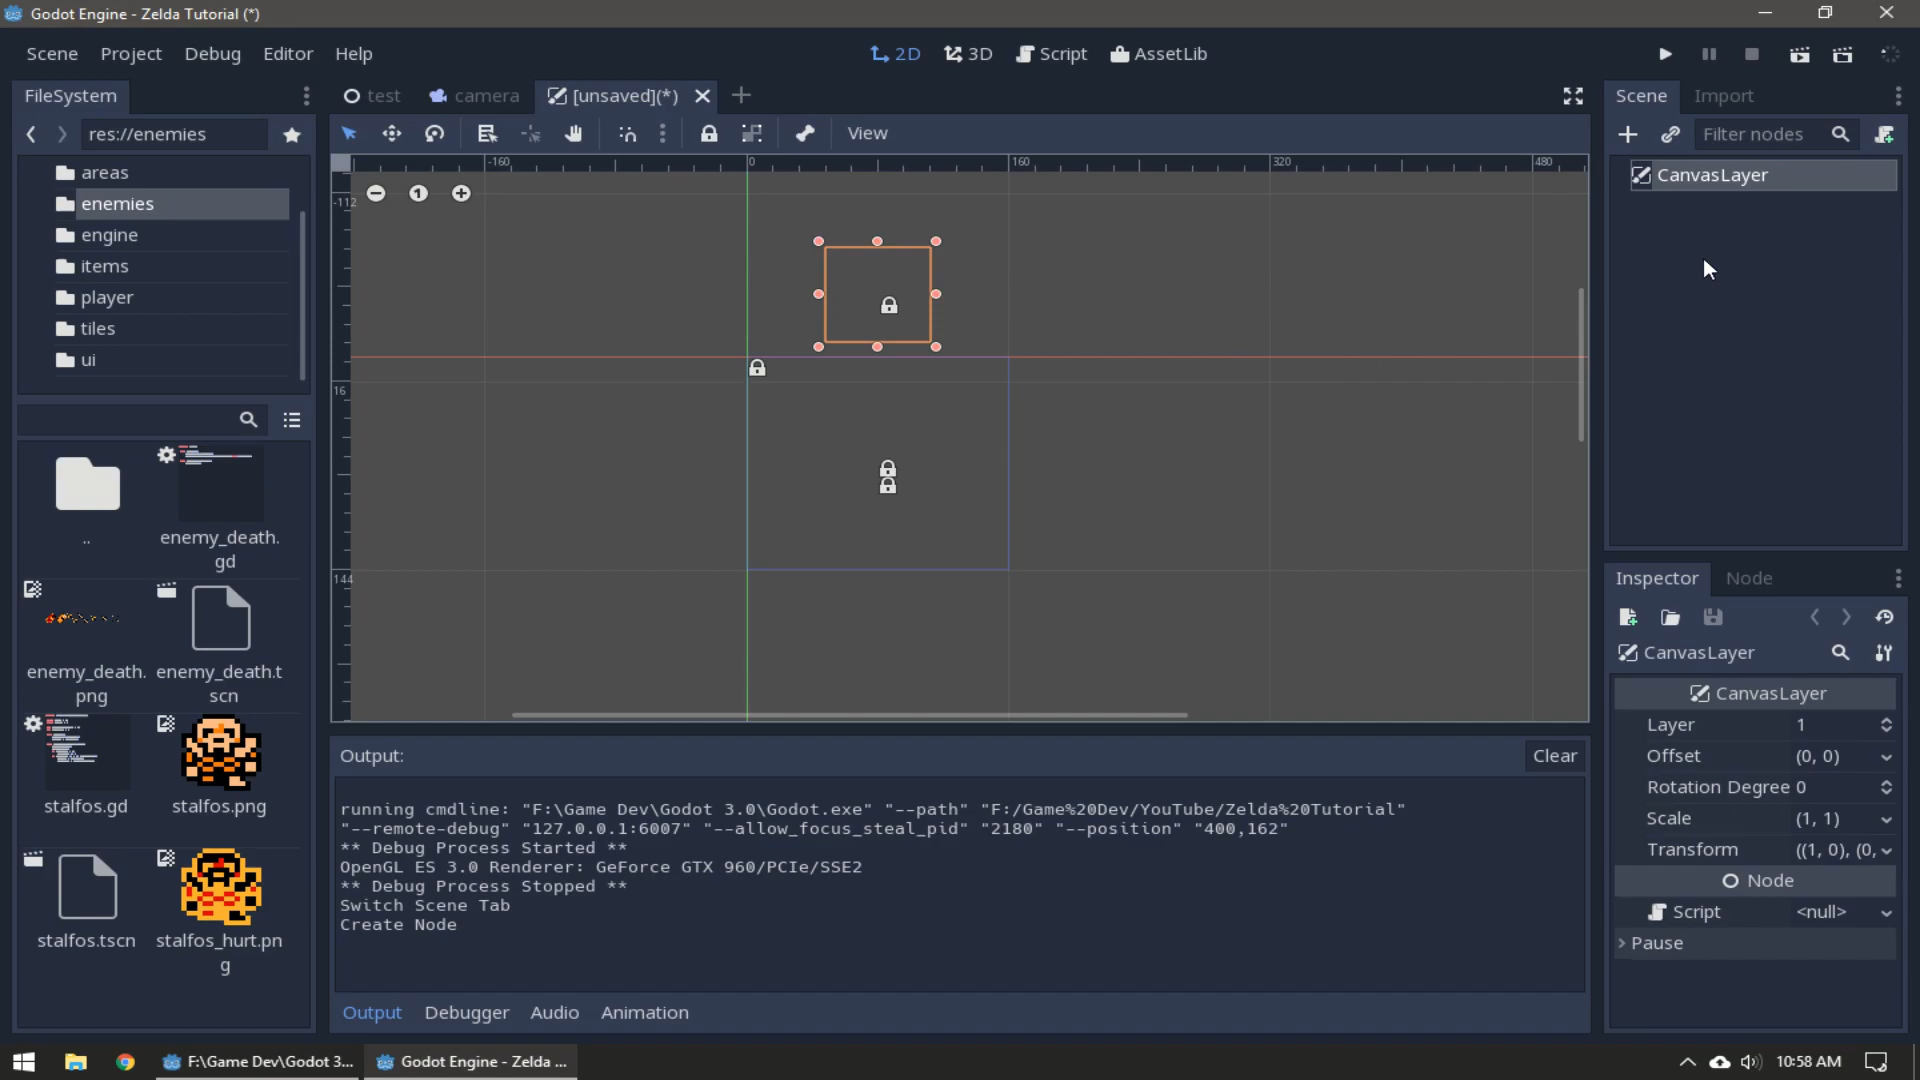 Godot Engine - Zelda Tutorial (*)
Scene Project Debug Editor Help
2D 3D Script AssetLib
FileSystem
test camera [unsaved](*)
Scene Import
res://enemies
View
Filter nodes
areas
enemies
engine
items
player
tiles
ui
-160 0 160 320 480
-112
16
144
1
CanvasLayer
..
enemy_death.
gd
enemy_death.
png
enemy_death.t
scn
stalfos.gd
stalfos.png
stalfos.tscn
stalfos_hurt.pn
g
Output:
Clear
running cmdline: "F:\Game Dev\Godot 3.0\Godot.exe" "--path" "F:/Game%20Dev/YouTube/Zelda%20Tutorial"
"--remote-debug" "127.0.0.1:6007" "--allow_focus_steal_pid" "2180" "--position" "400,162"
** Debug Process Started **
OpenGL ES 3.0 Renderer: GeForce GTX 960/PCIe/SSE2
** Debug Process Stopped **
Switch Scene Tab
Create Node
Output Debugger Audio Animation
Inspector Node
CanvasLayer
CanvasLayer
Layer 1
Offset (0, 0)
Rotation Degree 0
Scale (1, 1)
Transform ((1, 0), (0,
Node
Script <null>
Pause
F:\Game Dev\Godot 3...
Godot Engine - Zelda ...
10:58 AM